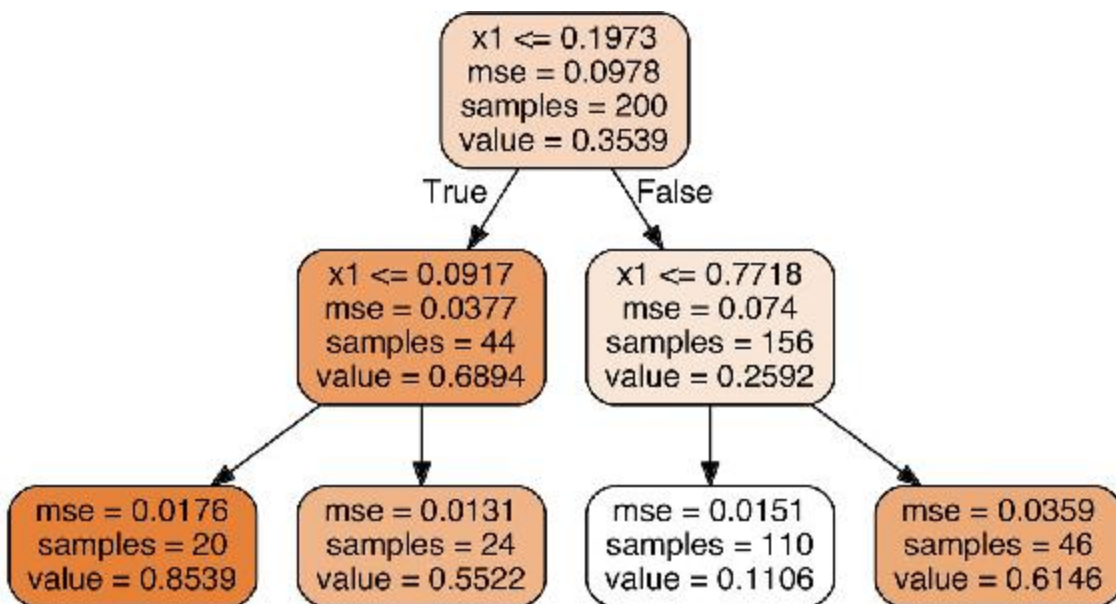 x1 <= 0.1973
mse = 0.0978
samples = 200
value = 0.3539
True
False
x1 <= 0.0917
mse = 0.0377
samples = 44
value = 0.6894
x1 <= 0.7718
mse = 0.074
samples = 156
value = 0.2592
mse = 0.0176
samples = 20
value = 0.8539
mse = 0.0131
samples = 24
value = 0.5522
mse = 0.0151
samples = 110
value = 0.1106
mse = 0.0359
samples = 46
value = 0.6146